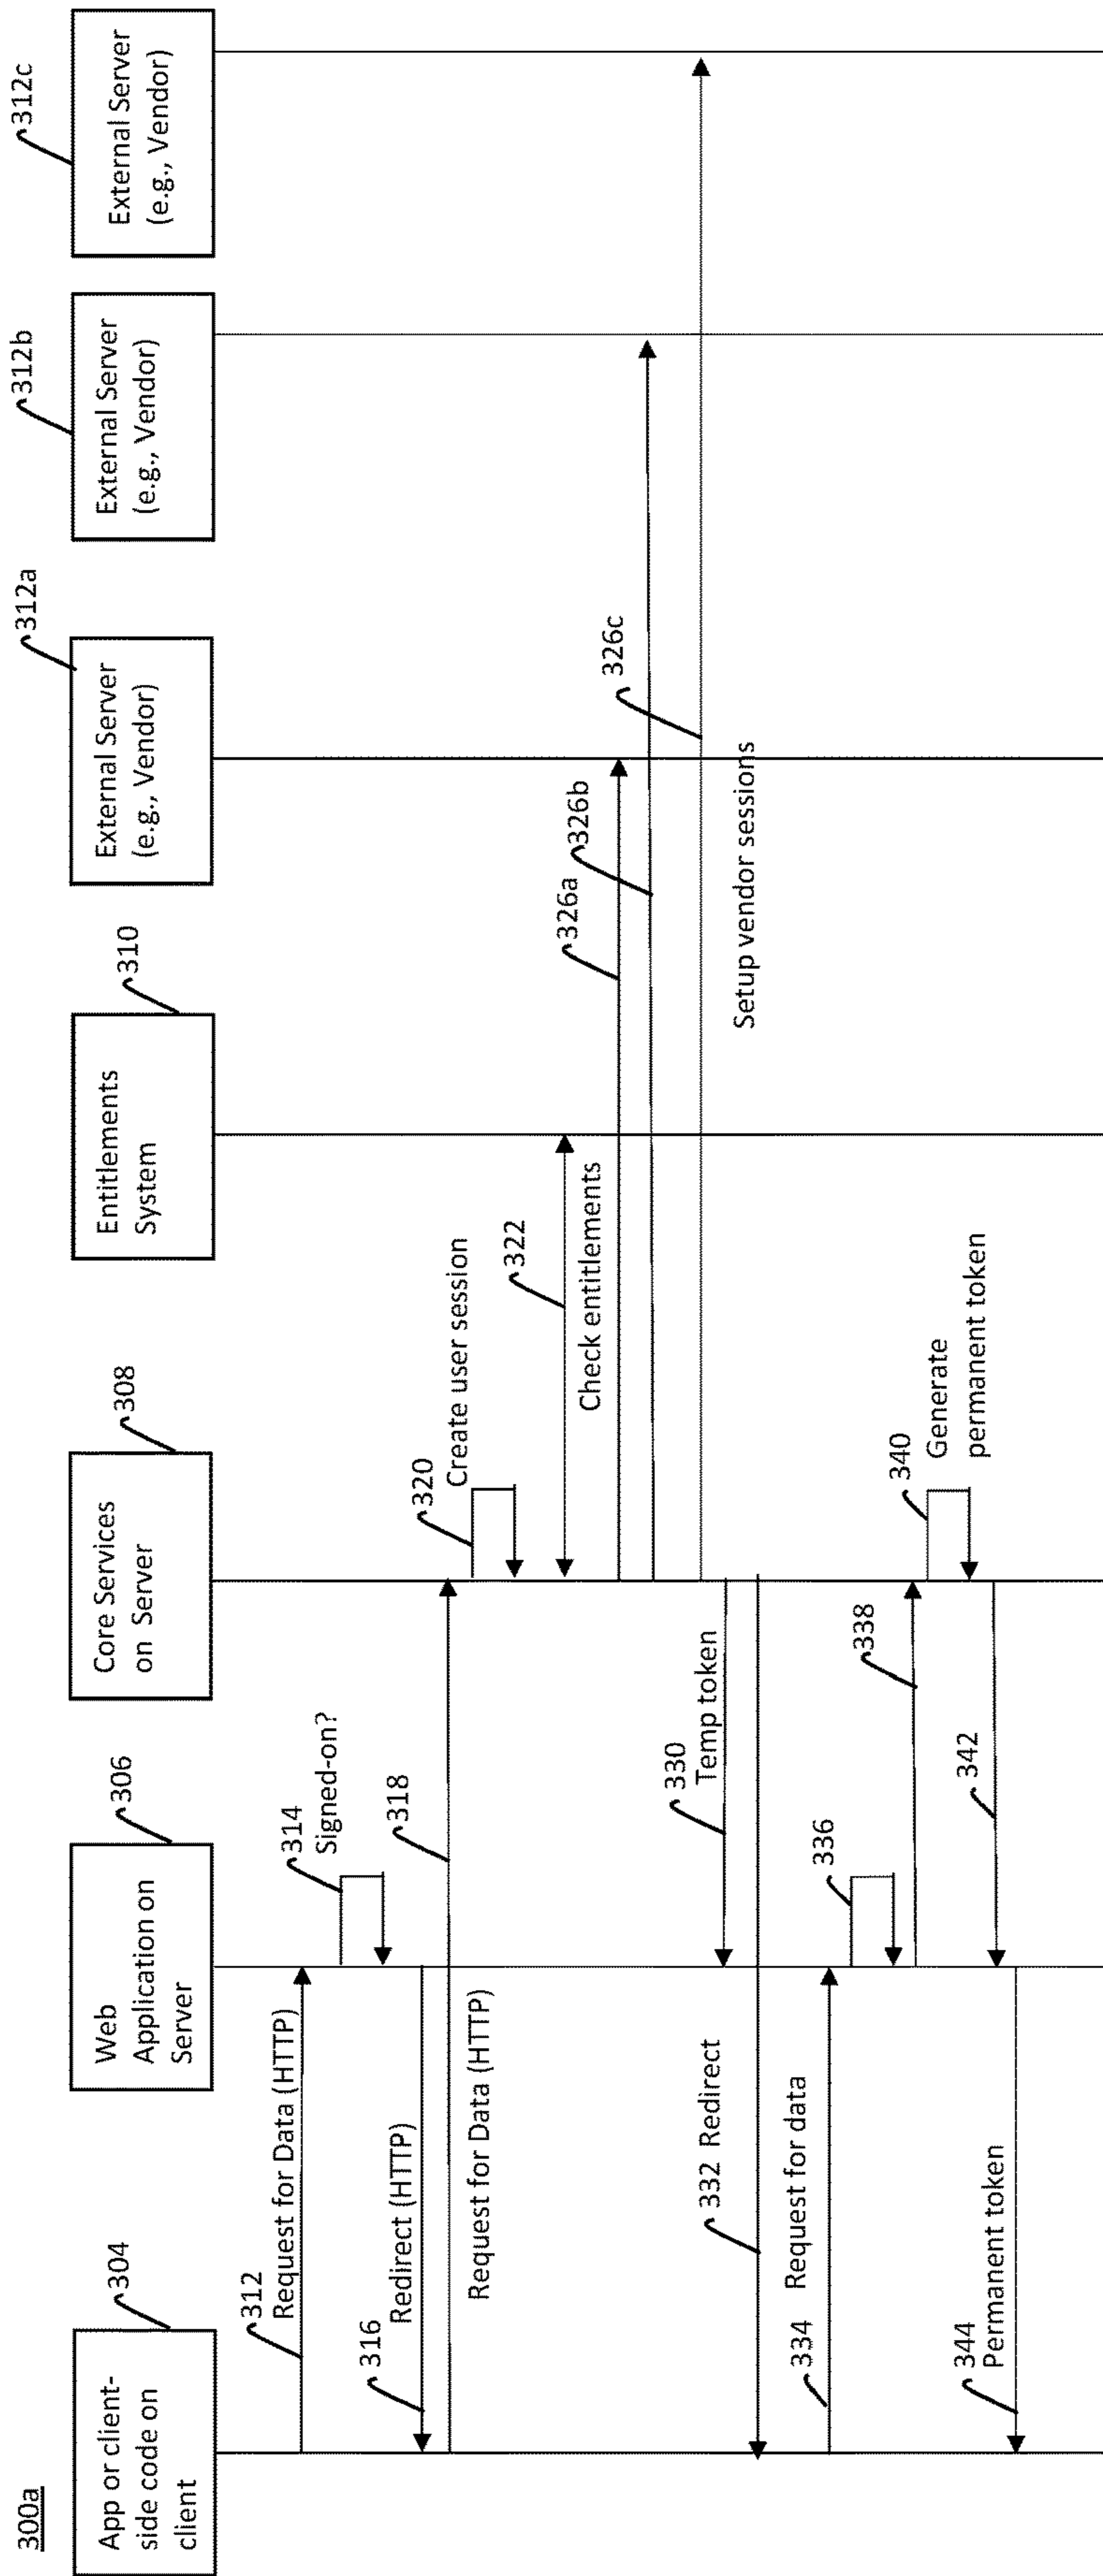 300a
304
App or client-
side code on
client
306
Web
Application on
Server
308
Core Services
on Server
310
Entitlements
System
312a
External Server
(e.g., Vendor)
312b
External Server
(e.g., Vendor)
312c
External Server
(e.g., Vendor)
312
Request for Data (HTTP)
314
Signed-on?
316
Redirect (HTTP)
318
Request for Data (HTTP)
320
Create user session
322
Check entitlements
326a
326b
326c
Setup vendor sessions
330
Temp token
332 Redirect
334
Request for data
336
338
340
Generate
permanent token
342
344
Permanent token